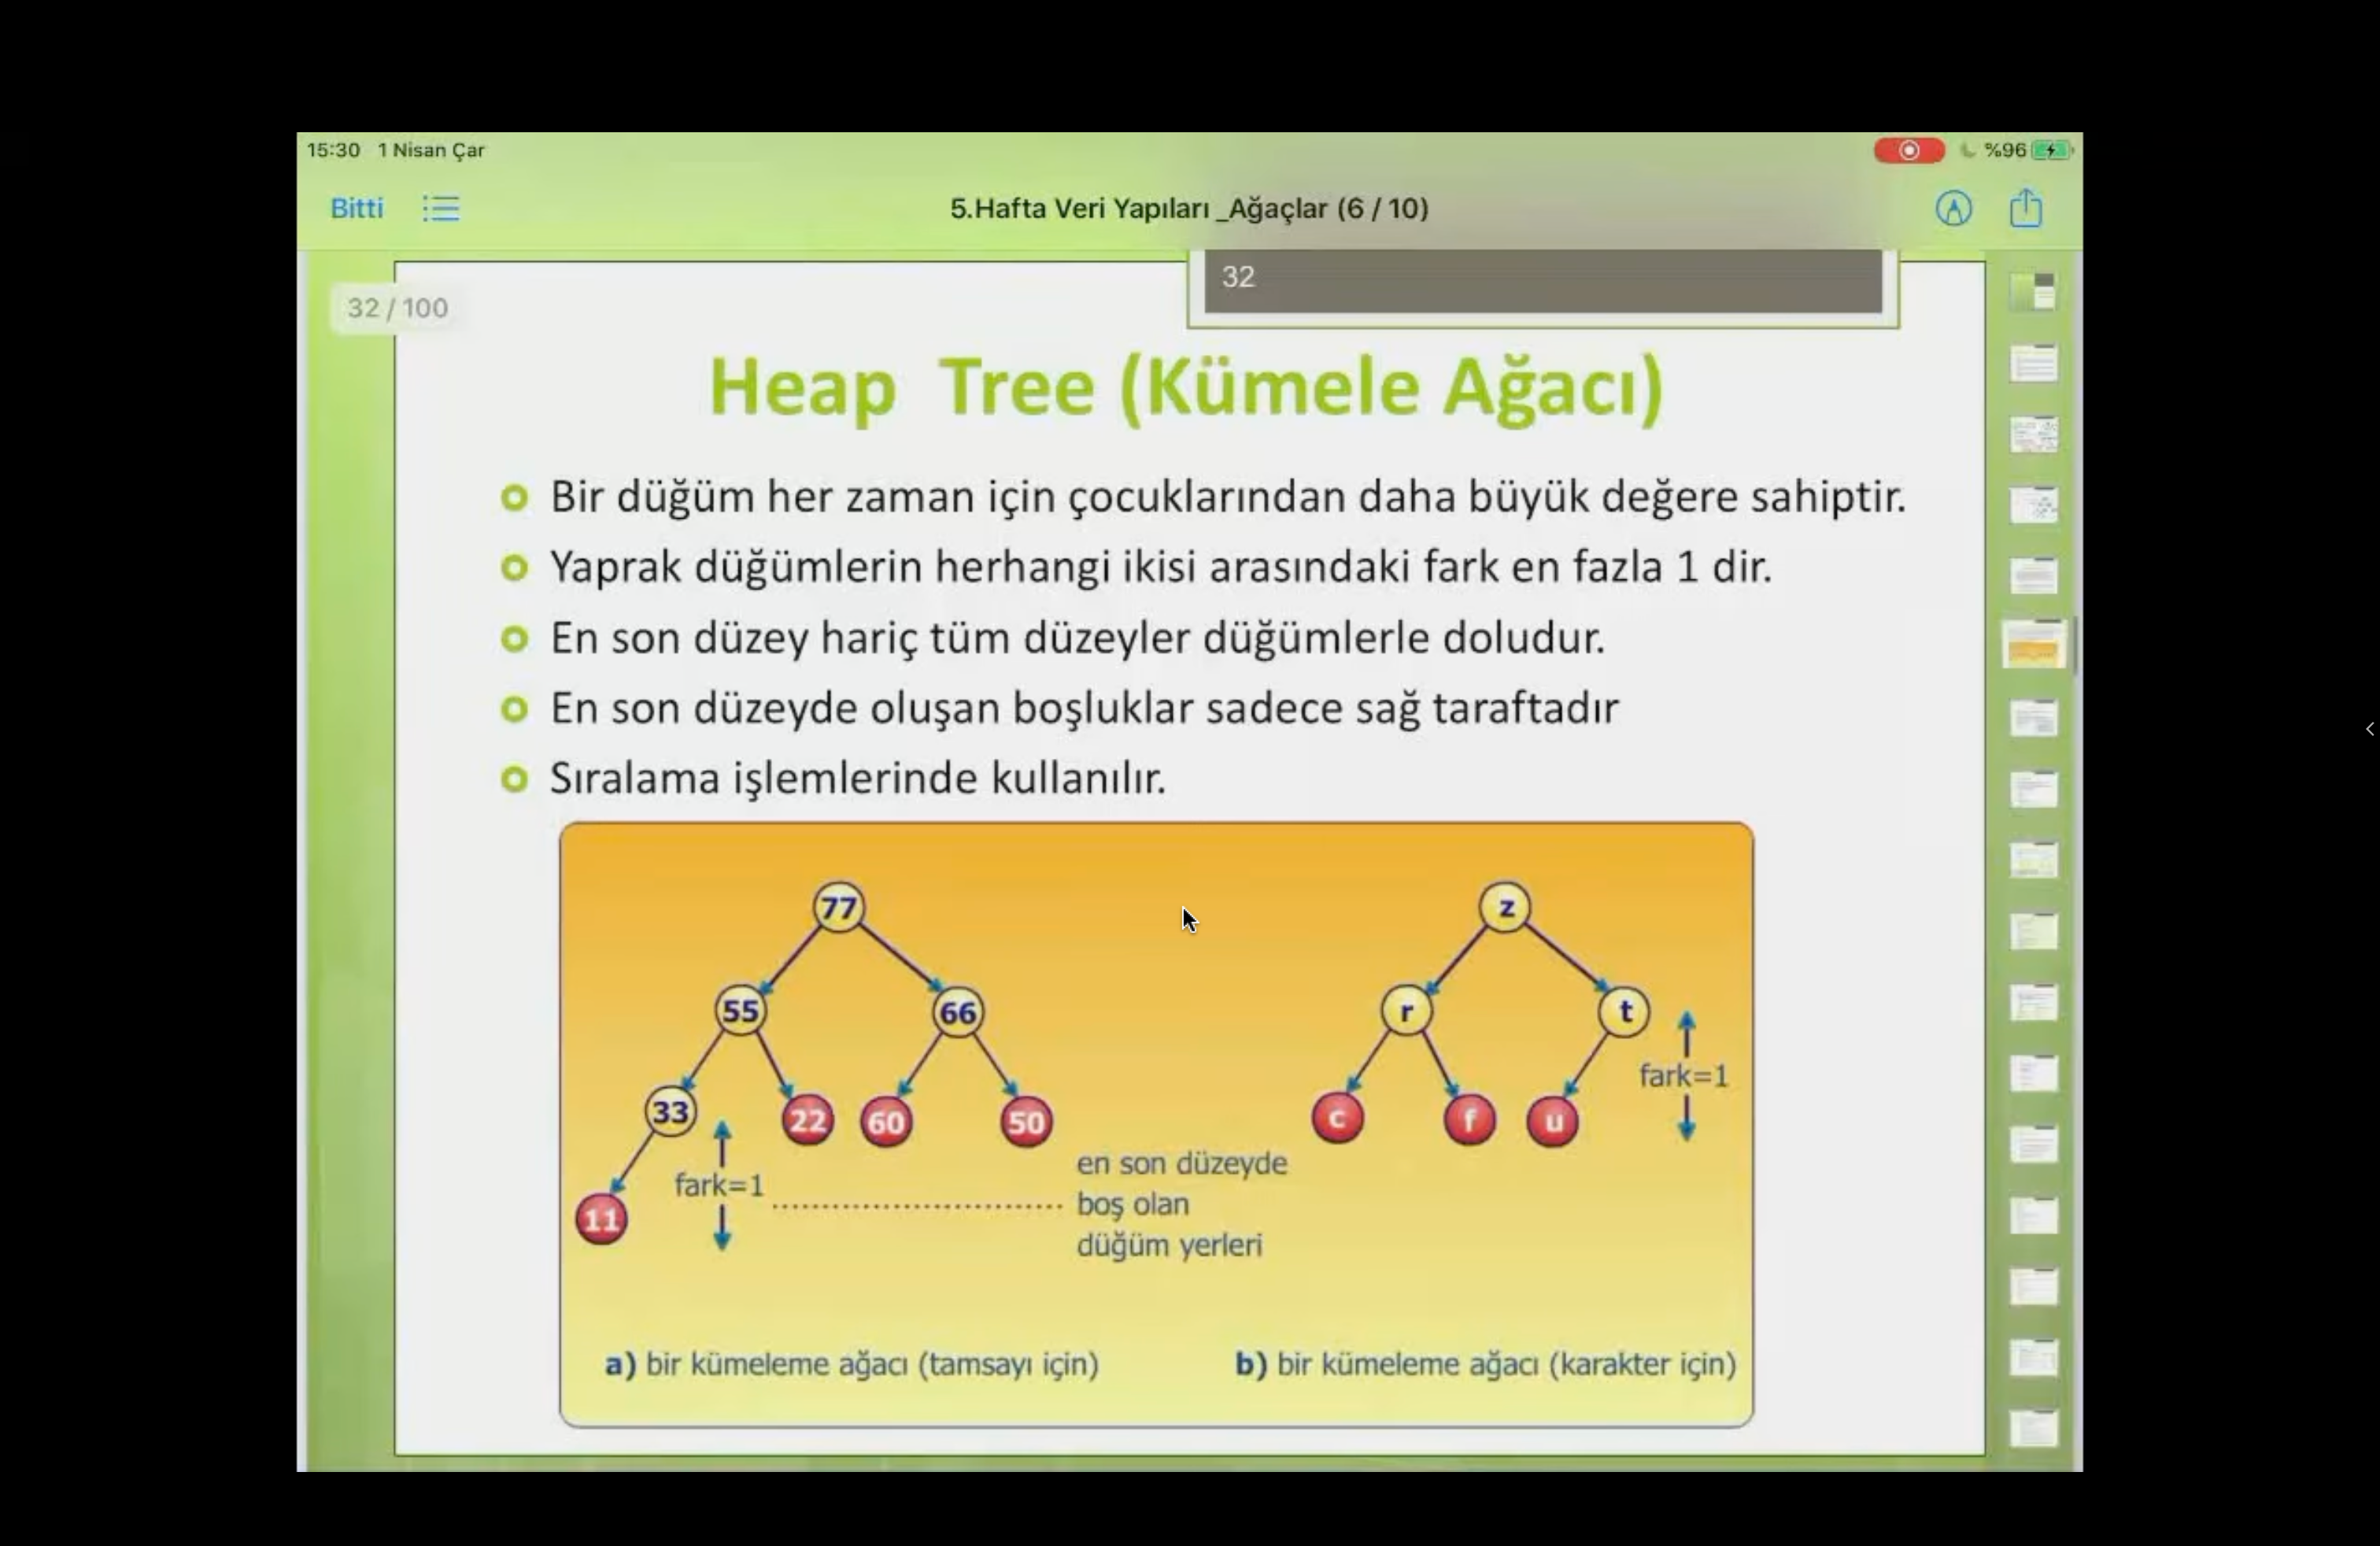 15:30 1 Nisan Çar
%96
Bitti
5.Hafta Veri Yapıları _Ağaçlar (6 / 10)
32
32 / 100
Heap Tree (Kümele Ağacı)
Bir düğüm her zaman için çocuklarından daha büyük değere sahiptir.
Yaprak düğümlerin herhangi ikisi arasındaki fark en fazla 1 dir.
En son düzey hariç tüm düzeyler düğümlerle doludur.
En son düzeyde oluşan boşluklar sadece sağ taraftadır
Sıralama işlemlerinde kullanılır.
77
55 66
33 22 60 50
11
fark=1
en son düzeyde
boş olan
düğüm yerleri
z
r t
c f u
fark=1
a) bir kümeleme ağacı (tamsayı için)
b) bir kümeleme ağacı (karakter için)